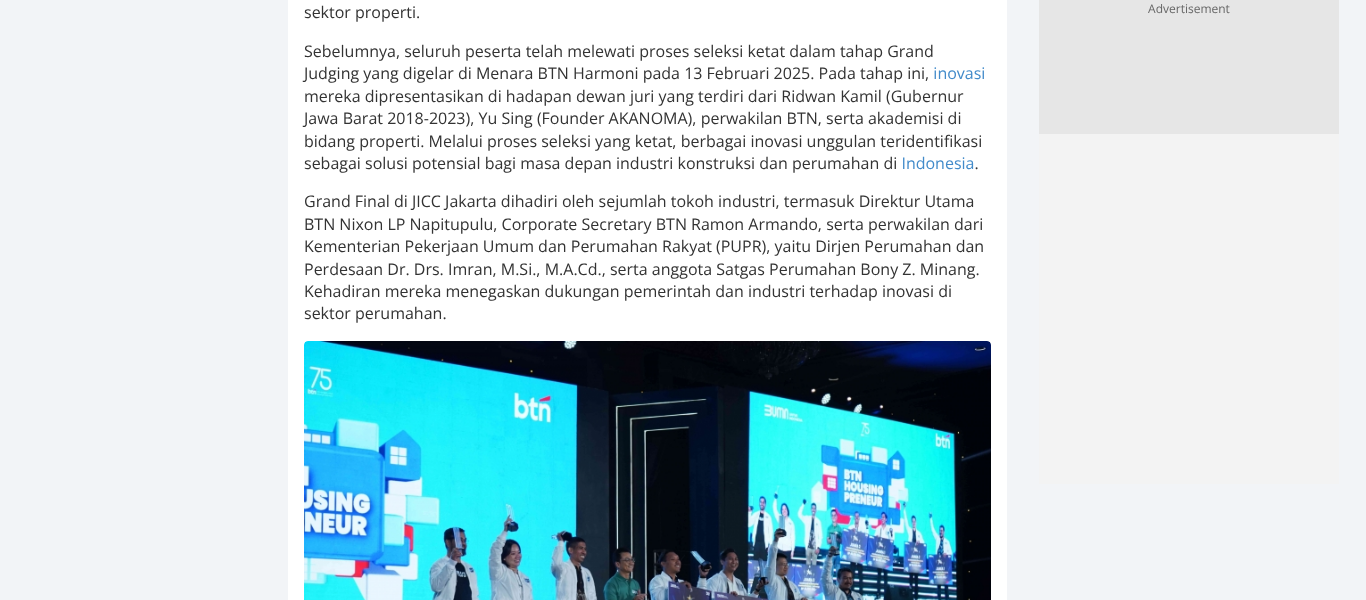 sektor properti.
Advertisement
Sebelumnya, seluruh peserta telah melewati proses seleksi ketat dalam tahap Grand
Judging yang digelar di Menara BTN Harmoni pada 13 Februari 2025. Pada tahap ini, inovasi
mereka dipresentasikan di hadapan dewan juri yang terdiri dari Ridwan Kamil (Gubernur
Jawa Barat 2018-2023), Yu Sing (Founder AKANOMA), perwakilan BTN, serta akademisi di
bidang properti. Melalui proses seleksi yang ketat, berbagai inovasi unggulan teridentifikasi
sebagai solusi potensial bagi masa depan industri konstruksi dan perumahan di Indonesia.
Grand Final di JICC Jakarta dihadiri oleh sejumlah tokoh industri, termasuk Direktur Utama
BTN Nixon LP Napitupulu, Corporate Secretary BTN Ramon Armando, serta perwakilan dari
Kementerian Pekerjaan Umum dan Perumahan Rakyat (PUPR), yaitu Dirjen Perumahan dan
Perdesaan Dr. Drs. Imran, M.Si., M.A.Cd., serta anggota Satgas Perumahan Bony Z. Minang.
Kehadiran mereka menegaskan dukungan pemerintah dan industri terhadap inovasi di
sektor perumahan.
75
btn
BUMN
75
btn
BTN
HOUSING
PRENEUR
USING
NEUR